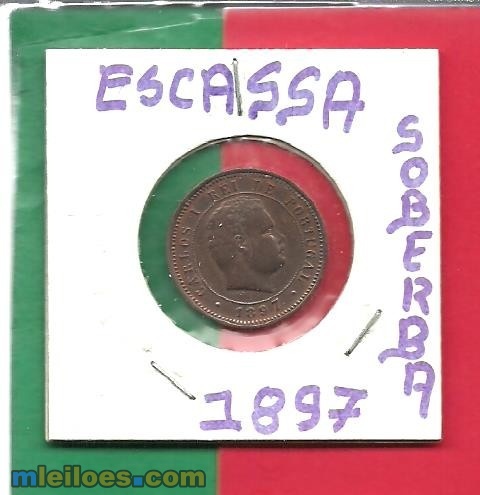 ESCASSA
SOBERBA
CARLOS I REI DE PORTUGAL
1897
1897
mleiloes.com